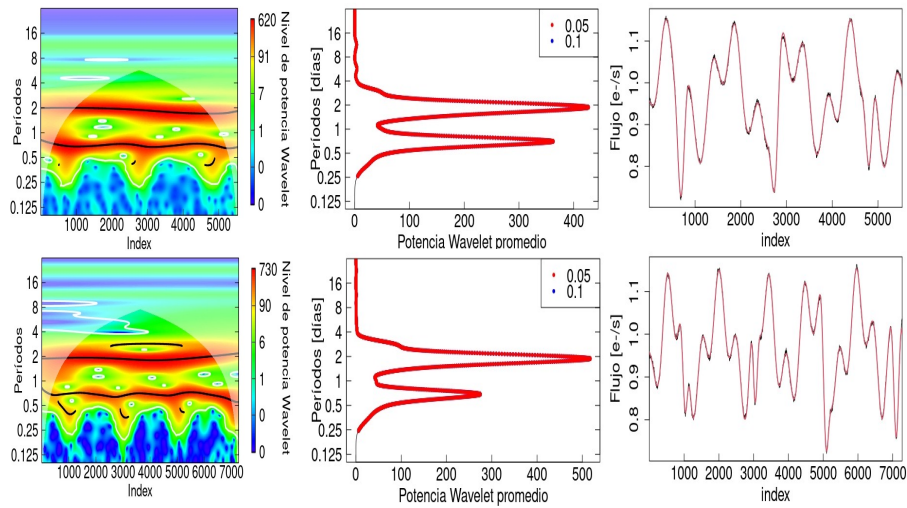 16
8
4
2
1
0.5
0.25
0.125
Períodos
1000 2000 3000 4000 5000
Index
620
91
7
1
0
0
Nivel de potencia Wavelet
16
8
4
2
1
0.5
0.25
0.125
Períodos [días]
0 100 200 300 400
Potencia Wavelet promedio
0.05
0.1
1.1
1.0
0.9
0.8
Flujo [e-/s]
1000 2000 3000 4000 5000
index
16
8
4
2
1
0.5
0.25
0.125
Períodos
1000 2000 3000 4000 5000 6000 7000
Index
730
90
6
1
0
0
Nivel de potencia Wavelet
16
8
4
2
1
0.5
0.25
0.125
Períodos [días]
0 100 200 300 400 500
Potencia Wavelet promedio
0.05
0.1
1.1
1.0
0.9
0.8
Flujo [e-/s]
1000 2000 3000 4000 5000 6000 7000
index